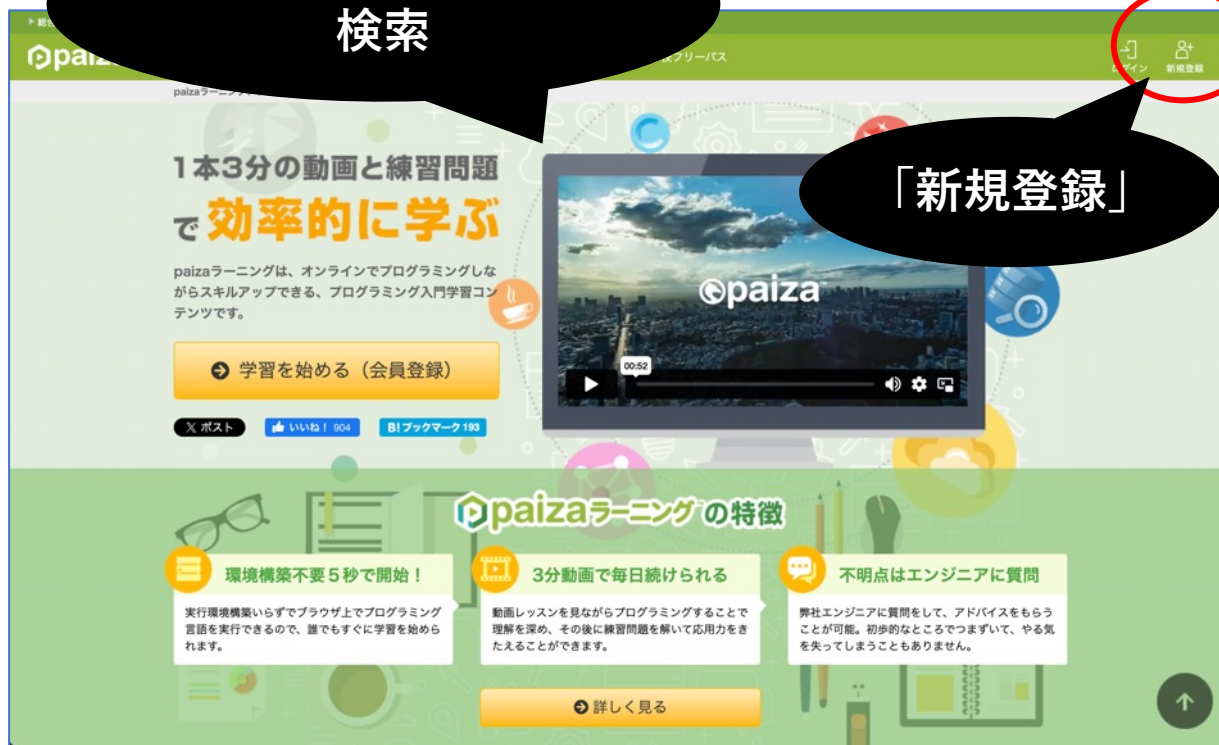 検索
フリーパス
ログイン
新規登録
paizaラーニング
「新規登録」
1本3分の動画と練習問題
で効率的に学ぶ
paizaラーニングは、オンラインでプログラミングしな
がらスキルアップできる、プログラミング入門学習コン
テンツです。
paiza
00:52
学習を始める（会員登録）
ポスト
いいね！ 904
B!ブックマーク 193
paizaラーニングの特徴
環境構築不要５秒で開始！
実行環境構築いらずでブラウザ上でプログラミング
言語を実行できるので、誰でもすぐに学習を始めら
れます。
3分動画で毎日続けられる
動画レッスンを見ながらプログラミングすることで
理解を深め、その後に練習問題を解いて応用力をき
たえることができます。
不明点はエンジニアに質問
弊社エンジニアに質問をして、アドバイスをもらう
ことが可能。初歩的なところでつまずいて、やる気
を失ってしまうこともありません。
詳しく見る